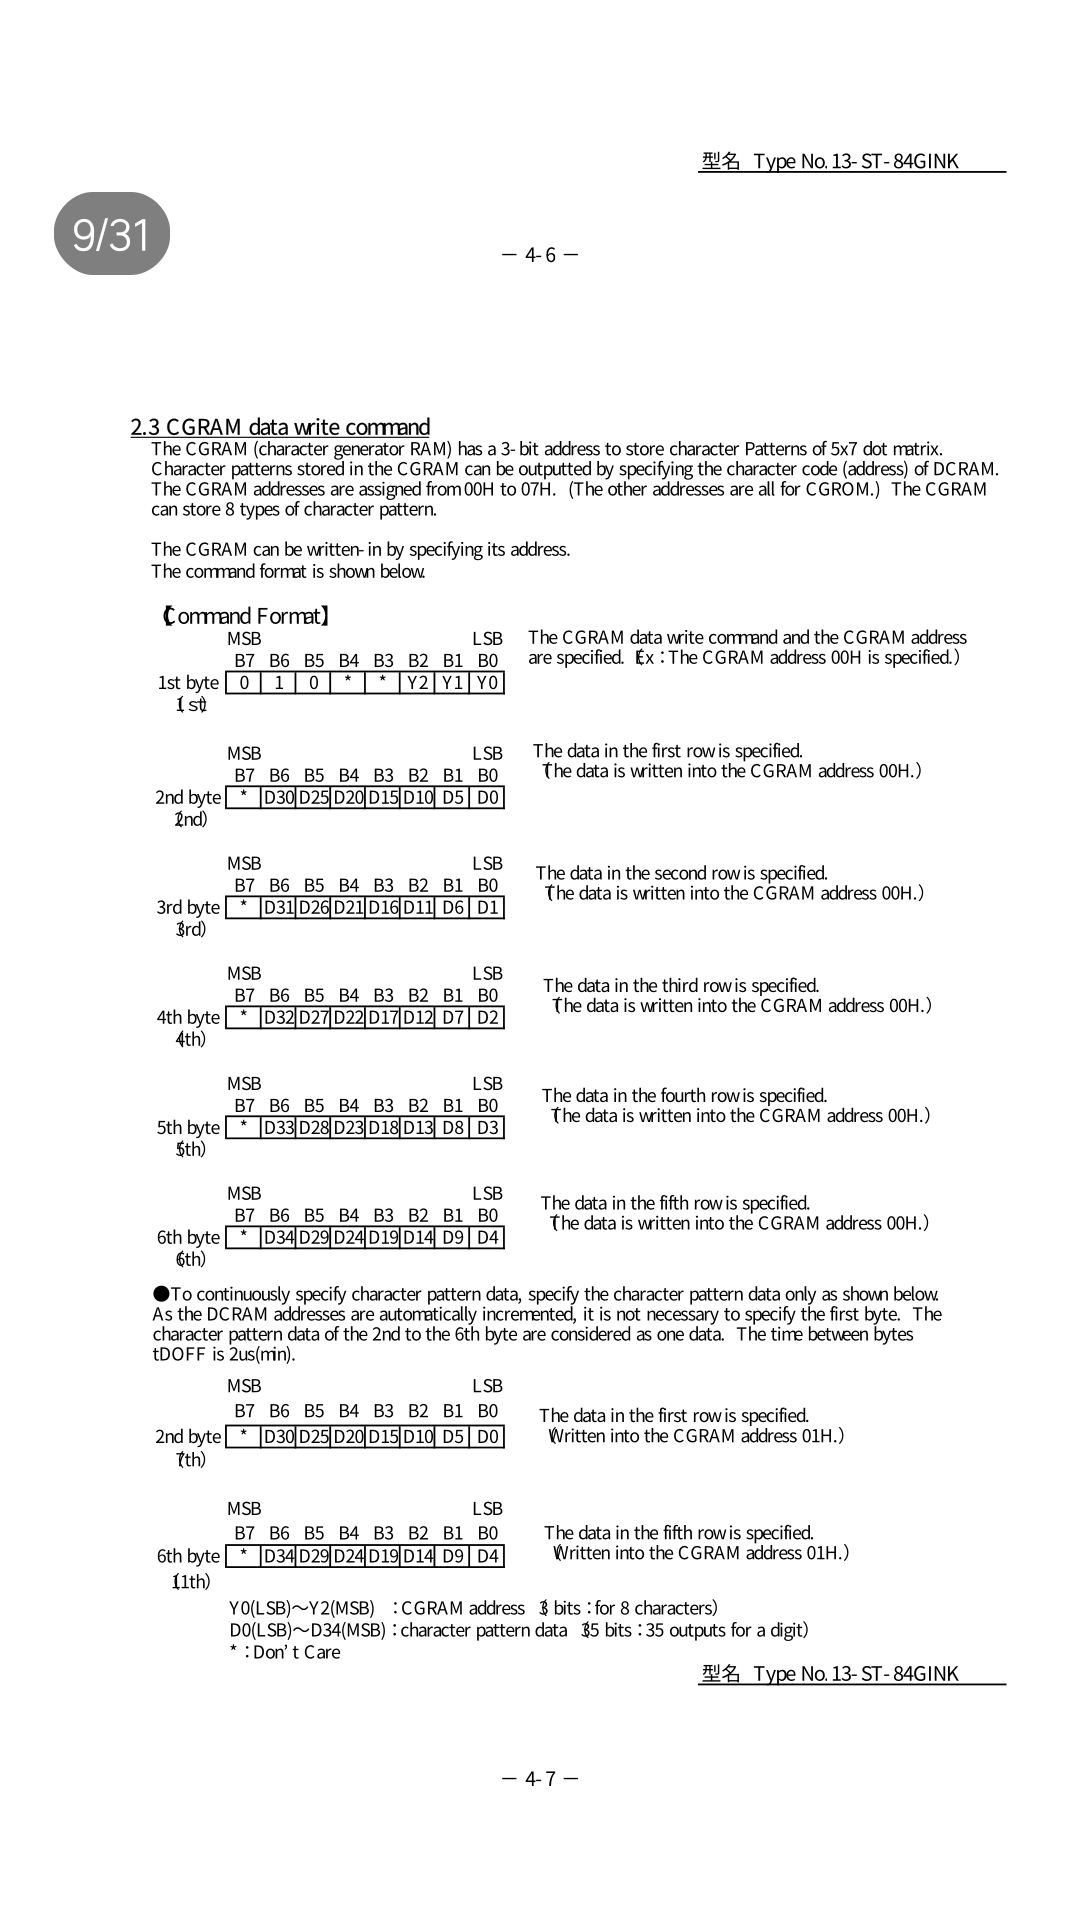 型名 Type No. 13-ST-84GINK
9/31
— 4-6 —
2.3 CGRAM data write command
The CGRAM (character generator RAM) has a 3-bit address to store character Patterns of 5x7 dot matrix.
Character patterns stored in the CGRAM can be outputted by specifying the character code (address) of DCRAM.
The CGRAM addresses are assigned from 00H to 07H. (The other addresses are all for CGROM.) The CGRAM
can store 8 types of character pattern.
The CGRAM can be written-in by specifying its address.
The command format is shown below.
【Command Format】
MSB LSB
B7 B6 B5 B4 B3 B2 B1 B0
1st byte 0 1 0 * * Y2 Y1 Y0
(1st)
The CGRAM data write command and the CGRAM address
are specified. (Ex：The CGRAM address 00H is specified.)
MSB LSB
B7 B6 B5 B4 B3 B2 B1 B0
2nd byte * D30 D25 D20 D15 D10 D5 D0
(2nd)
The data in the first row is specified.
(The data is written into the CGRAM address 00H.)
MSB LSB
B7 B6 B5 B4 B3 B2 B1 B0
3rd byte * D31 D26 D21 D16 D11 D6 D1
(3rd)
The data in the second row is specified.
(The data is written into the CGRAM address 00H.)
MSB LSB
B7 B6 B5 B4 B3 B2 B1 B0
4th byte * D32 D27 D22 D17 D12 D7 D2
(4th)
The data in the third row is specified.
(The data is written into the CGRAM address 00H.)
MSB LSB
B7 B6 B5 B4 B3 B2 B1 B0
5th byte * D33 D28 D23 D18 D13 D8 D3
(5th)
The data in the fourth row is specified.
(The data is written into the CGRAM address 00H.)
MSB LSB
B7 B6 B5 B4 B3 B2 B1 B0
6th byte * D34 D29 D24 D19 D14 D9 D4
(6th)
The data in the fifth row is specified.
(The data is written into the CGRAM address 00H.)
●To continuously specify character pattern data, specify the character pattern data only as shown below.
As the DCRAM addresses are automatically incremented, it is not necessary to specify the first byte. The
character pattern data of the 2nd to the 6th byte are considered as one data. The time between bytes
tDOFF is 2us(min).
MSB LSB
B7 B6 B5 B4 B3 B2 B1 B0
2nd byte * D30 D25 D20 D15 D10 D5 D0
(7th)
The data in the first row is specified.
(Written into the CGRAM address 01H.)
MSB LSB
B7 B6 B5 B4 B3 B2 B1 B0
6th byte * D34 D29 D24 D19 D14 D9 D4
(11th)
The data in the fifth row is specified.
(Written into the CGRAM address 01H.)
Y0(LSB)～Y2(MSB) ：CGRAM address (3 bits：for 8 characters)
D0(LSB)～D34(MSB)：character pattern data (35 bits：35 outputs for a digit)
*：Don't Care
型名 Type No. 13-ST-84GINK
— 4-7 —